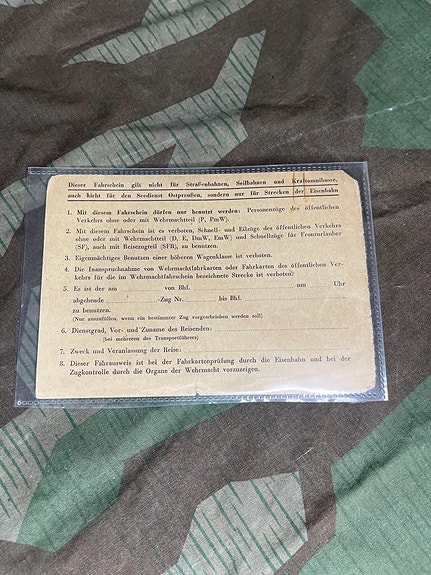 Dieser Fahrschein gilt nicht für Straßenbahnen, Seilbahnen und Kraftomnibusse,
auch nicht für den Seedienst Ostpreußen, sondern nur für Strecken der Eisenbahn
1. Mit diesem Fahrschein dürfen nur benutzt werden: Personenzüge des öffentlichen
Verkehrs ohne oder mit Wehrmachtteil (P, PmW).
2. Mit diesem Fahrschein ist es verboten, Schnell- und Eilzüge des öffentlichen Verkehrs
ohne oder mit Wehrmachtteil (D, E, DmW, EmW) und Schnellzüge für Fronturlauber
(SF), auch mit Reisezugteil (SFR), zu benutzen.
3. Eigenmächtiges Benutzen einer höheren Wagenklasse ist verboten.
4. Die Inanspruchnahme von Wehrmachtfahrkarten oder Fahrkarten des öffentlichen Ver-
kehrs für die im Wehrmachtfahrschein bezeichnete Strecke ist verboten!
5. Es ist der am von Bhf. um Uhr
abgehende -Zug Nr. bis Bhf.
zu benutzen.
(Nur auszufüllen, wenn ein bestimmter Zug vorgeschrieben werden soll)
6. Dienstgrad, Vor- und Zuname des Reisenden:
(bei mehreren des Transportführers)
7. Zweck und Veranlassung der Reise:
8. Dieser Fahrausweis ist bei der Fahrkartenprüfung durch die Eisenbahn und bei der
Zugkontrolle durch die Organe der Wehrmacht vorzuzeigen.